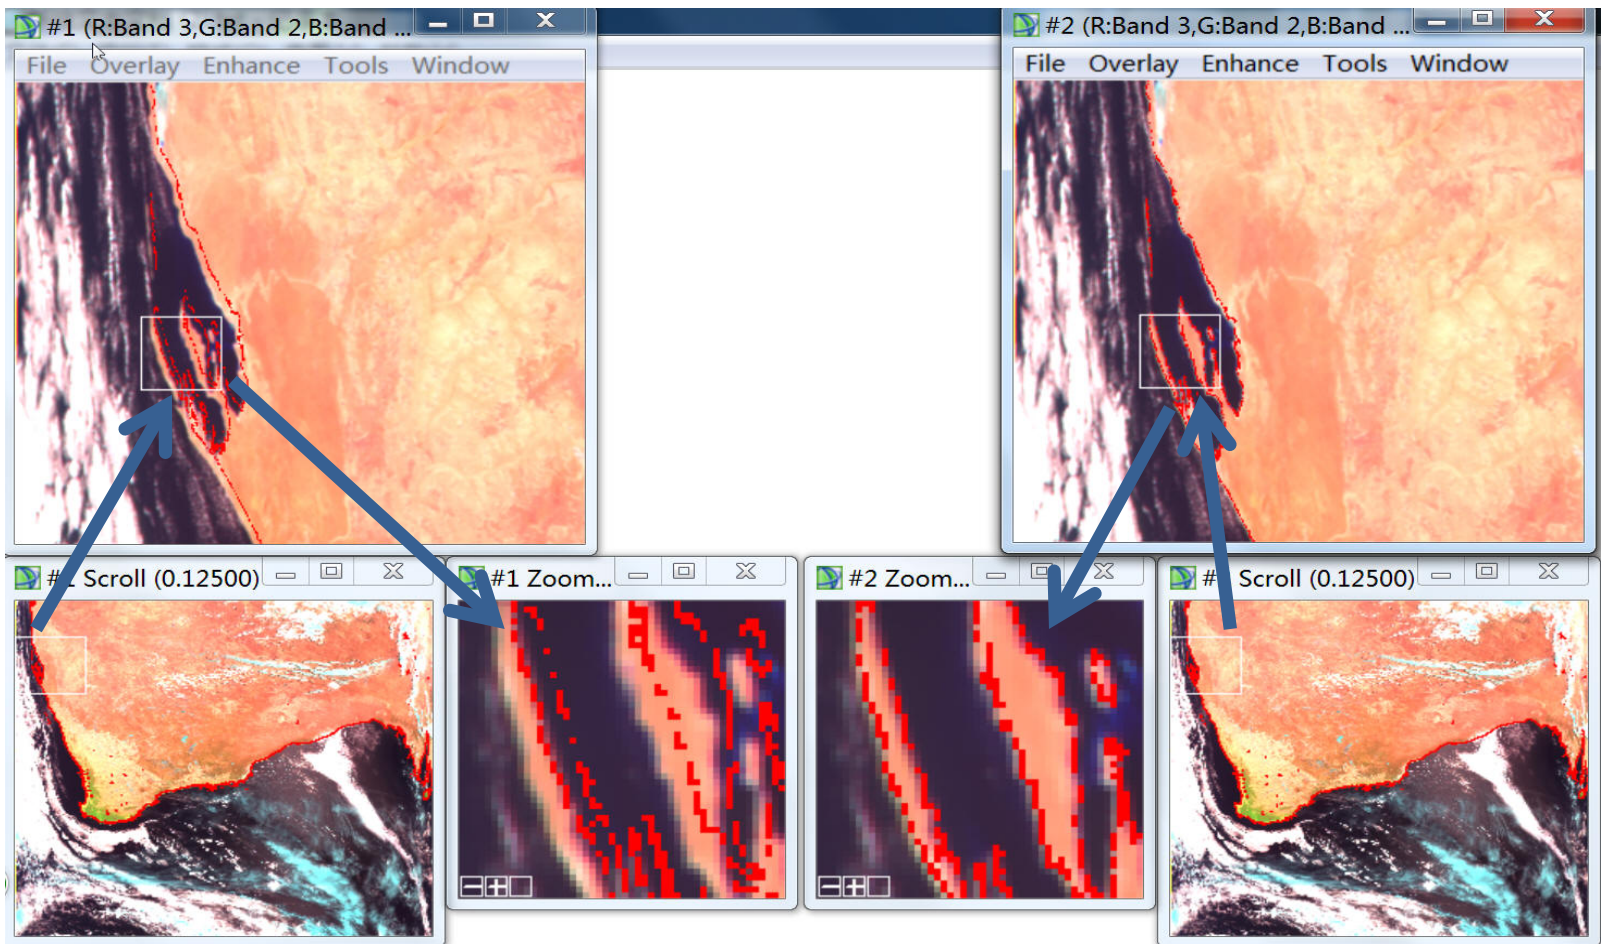 #1 (R:Band 3,G:Band 2,B:Band ...
File Overlay Enhance Tools Window
#2 (R:Band 3,G:Band 2,B:Band ...
File Overlay Enhance Tools Window
#1 Scroll (0.12500)
#1 Zoom...
#2 Zoom...
# Scroll (0.12500)